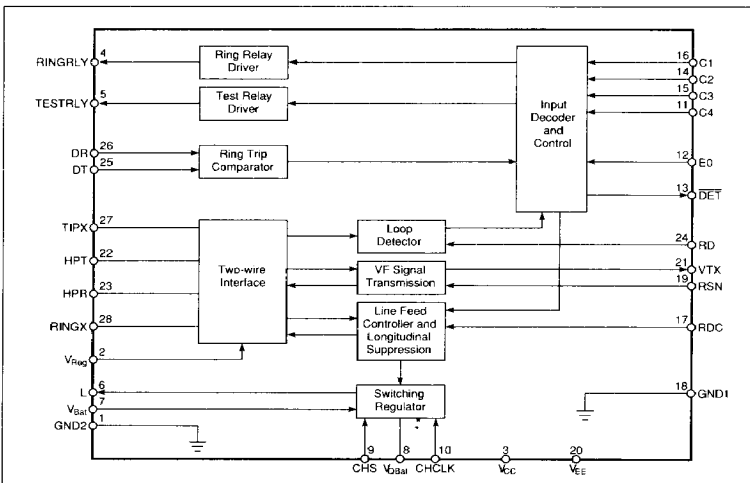 RINGRLY 4
Ring Relay
Driver
16 C1
14 C2
15 C3
11 C4
TESTRLY 5
Test Relay
Driver
Input
Decoder
and
Control
DR 26
DT 25
Ring Trip
Comparator
12 E0
13 DET
TIPX 27
HPT 22
HPR 23
RINGX 28
Two-wire
Interface
Loop
Detector
24 RD
VF Signal
Transmission
21 VTX
19 RSN
Line Feed
Controller and
Longitudinal
Suppression
17 RDC
VReg 2
L 6
VBat 7
GND2 1
Switching
Regulator
18 GND1
9 8 10 3 20
CHS VQBat CHCLK VCC VEE